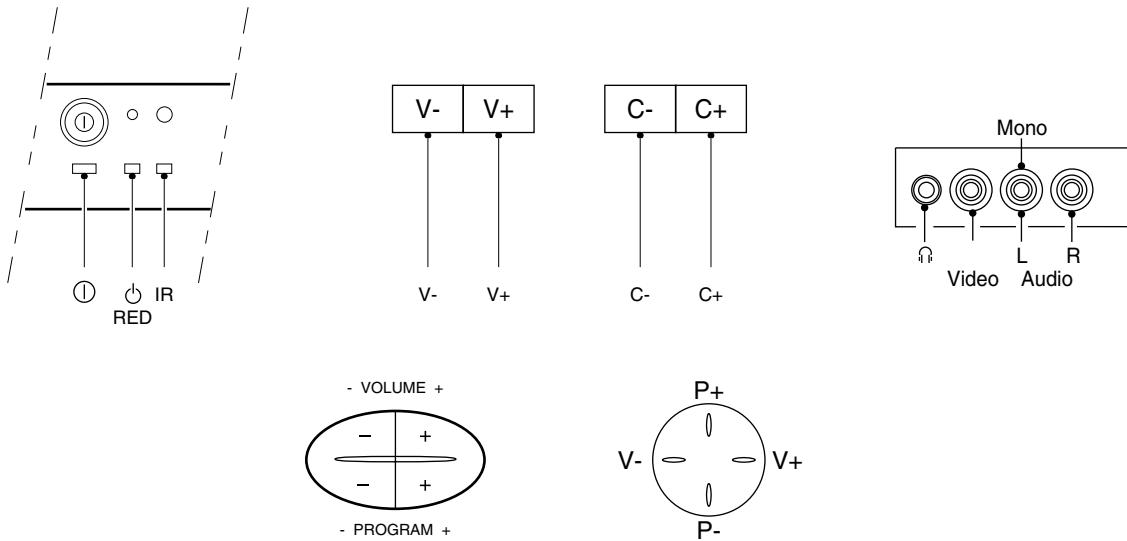 V- V+ C- C+
Mono
L R
IR
V- V+ C- C+
Video Audio
RED
- VOLUME +
P+
- +
V- V+
- +
- PROGRAM +
P-